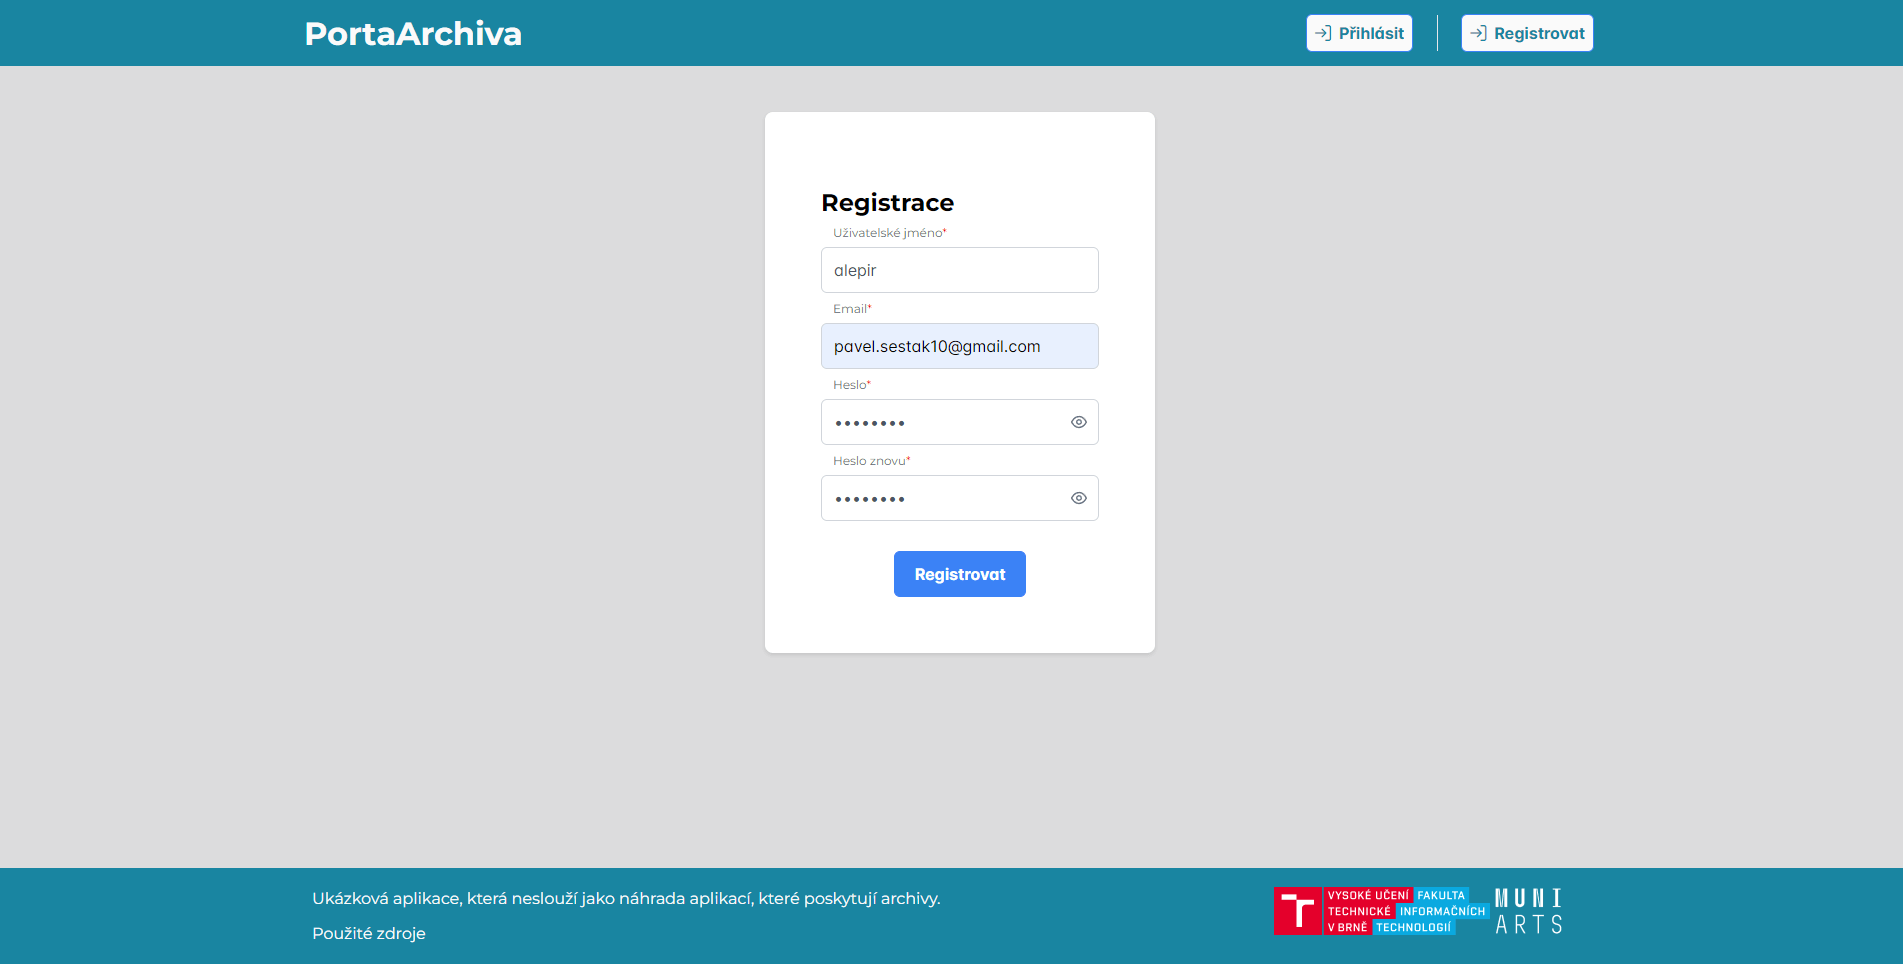 PortaArchiva
Přihlásit
Registrovat
Registrace
Uživatelské jméno*
alepir
Email*
pavel.sestak10@gmail.com
Heslo*
••••••••
Heslo znovu*
••••••••
Registrovat
Ukázková aplikace, která neslouží jako náhrada aplikací, které poskytují archivy.
Použité zdroje
VYSOKÉ UČENÍ FAKULTA
TECHNICKÉ INFORMAČNÍCH
V BRNĚ TECHNOLOGIÍ
MUNI
ARTS